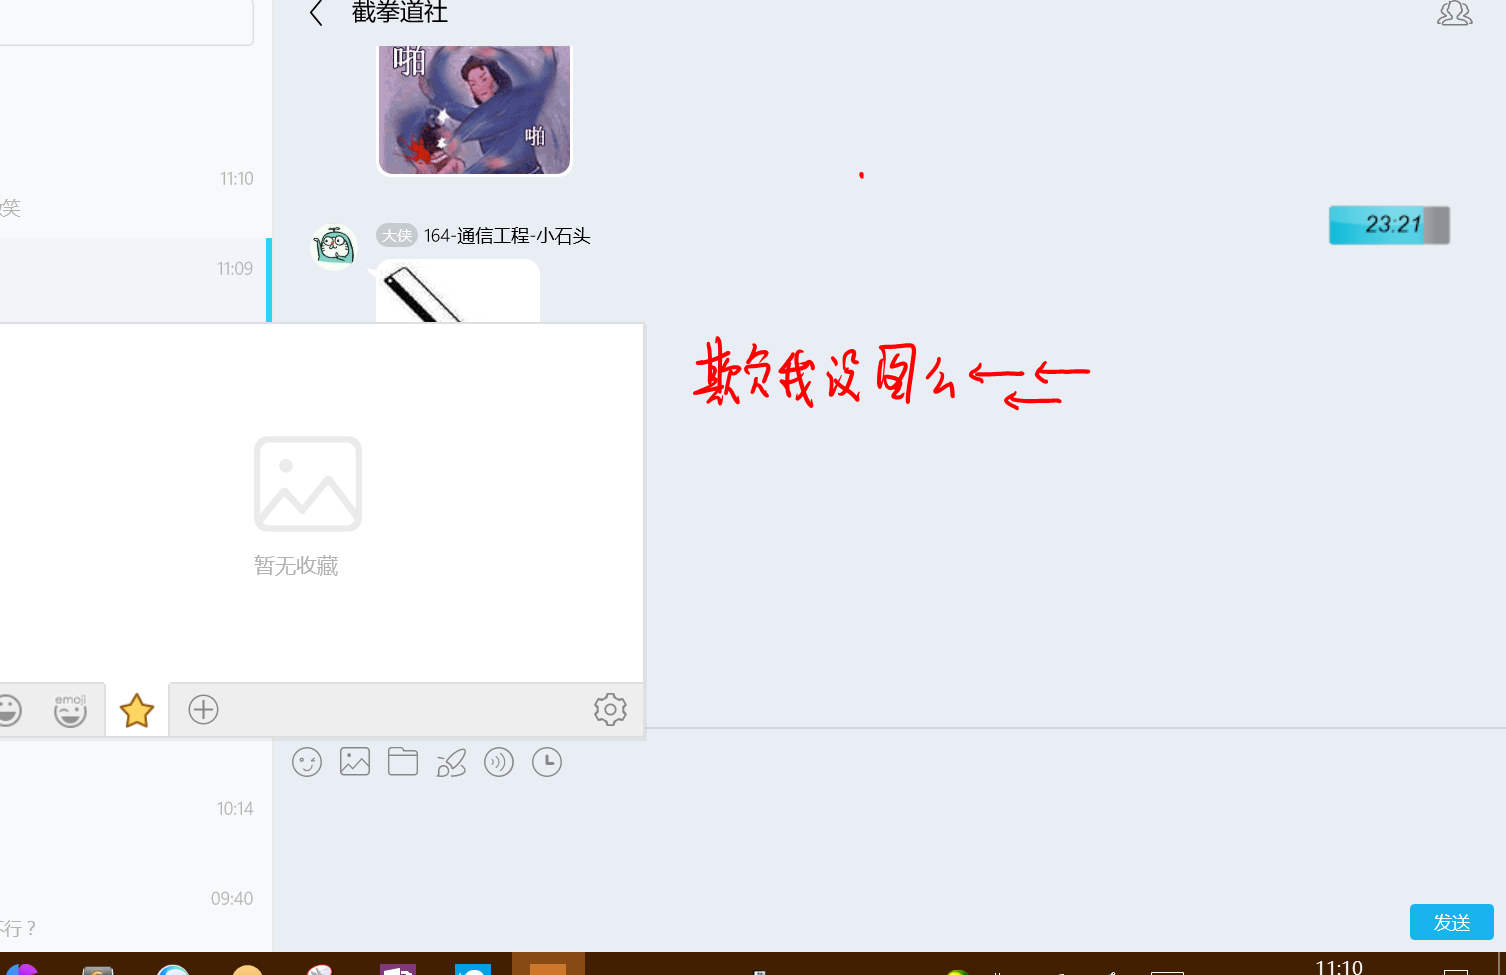 截拳道社
啪
啪
11:10
笑
大侠 164-通信工程-小石头
23:21
11:09
欺负我没图么←←←
暂无收藏
emoji
10:14
09:40
行？
发送
11:10